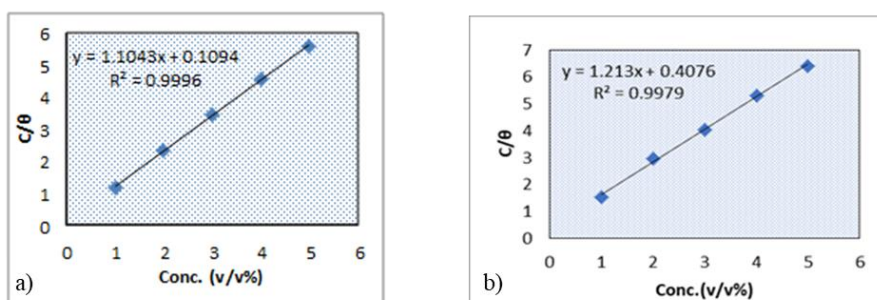 6
5
4
3
2
1
0
C/θ
y = 1.1043x + 0.1094
R² = 0.9996
0 1 2 3 4 5 6
Conc. (v/v%)
a)
7
6
5
4
3
2
1
0
C/θ
y = 1.213x + 0.4076
R² = 0.9979
0 1 2 3 4 5 6
Conc.(v/v%)
b)